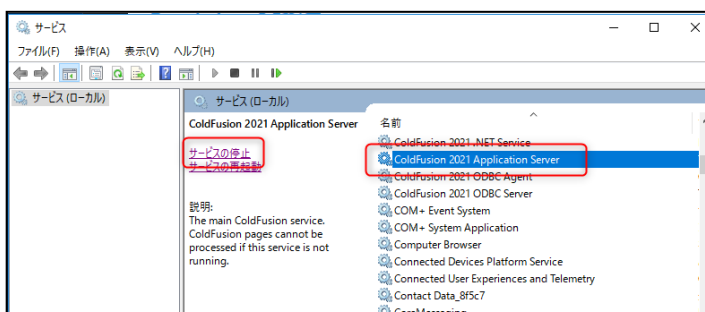 サービス
ファイル(F) 操作(A) 表示(V) ヘルプ(H)
サービス (ローカル)
サービス (ローカル)
ColdFusion 2021 Application Server
サービスの停止
サービスの再起動
説明:
The main ColdFusion service.
ColdFusion pages cannot be
processed if this service is not
running.
名前
ColdFusion 2021 .NET Service
ColdFusion 2021 Application Server
ColdFusion 2021 ODBC Agent
ColdFusion 2021 ODBC Server
COM+ Event System
COM+ System Application
Computer Browser
Connected Devices Platform Service
Connected User Experiences and Telemetry
Contact Data_8f5c7
CoreMessaging